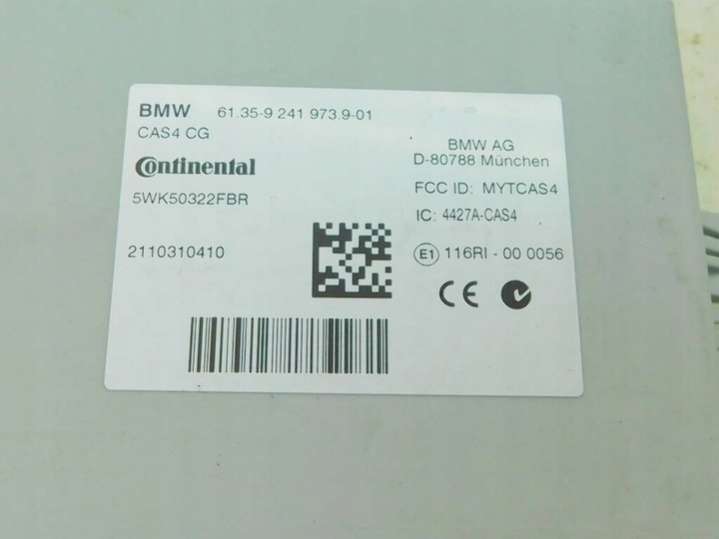 BMW 61.35-9 241 973.9-01
CAS4 CG
Continental
5WK50322FBR
2110310410
BMW AG
D-80788 München
FCC ID: MYTCAS4
IC: 4427A-CAS4
E1 116RI - 00 0056
CE